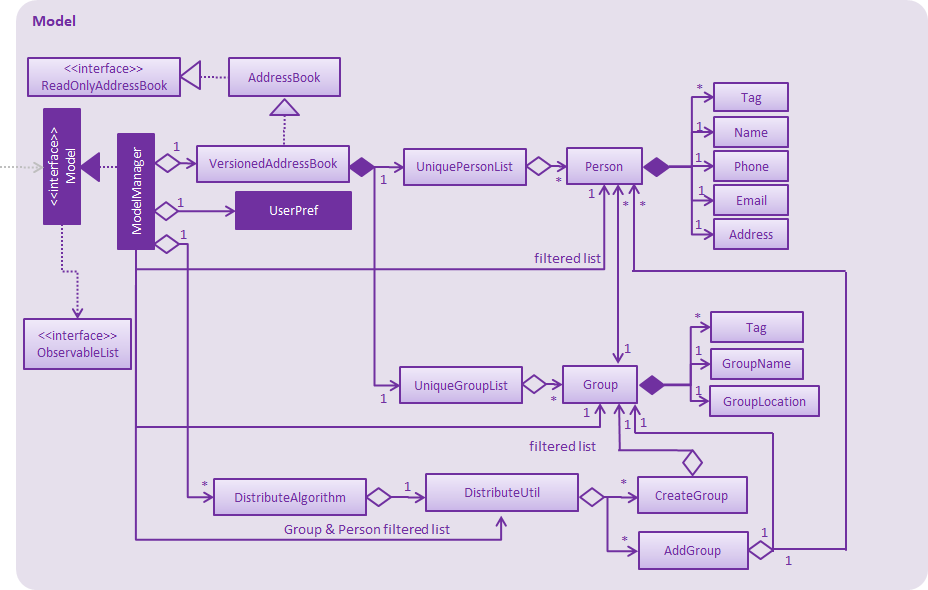 Model
<<interface>>
ReadOnlyAddressBook
AddressBook
<<interface>>
Model
ModelManager
1
VersionedAddressBook
1
UniquePersonList
*
Person
*
Tag
1
Name
1
Phone
1
Email
1
Address
1
UserPref
1
1
*
*
filtered list
<<interface>>
ObservableList
1
UniqueGroupList
1
*
Group
*
Tag
1
GroupName
1
GroupLocation
1
1
1
filtered list
*
DistributeAlgorithm
1
DistributeUtil
*
CreateGroup
Group & Person filtered list
*
AddGroup
1
1